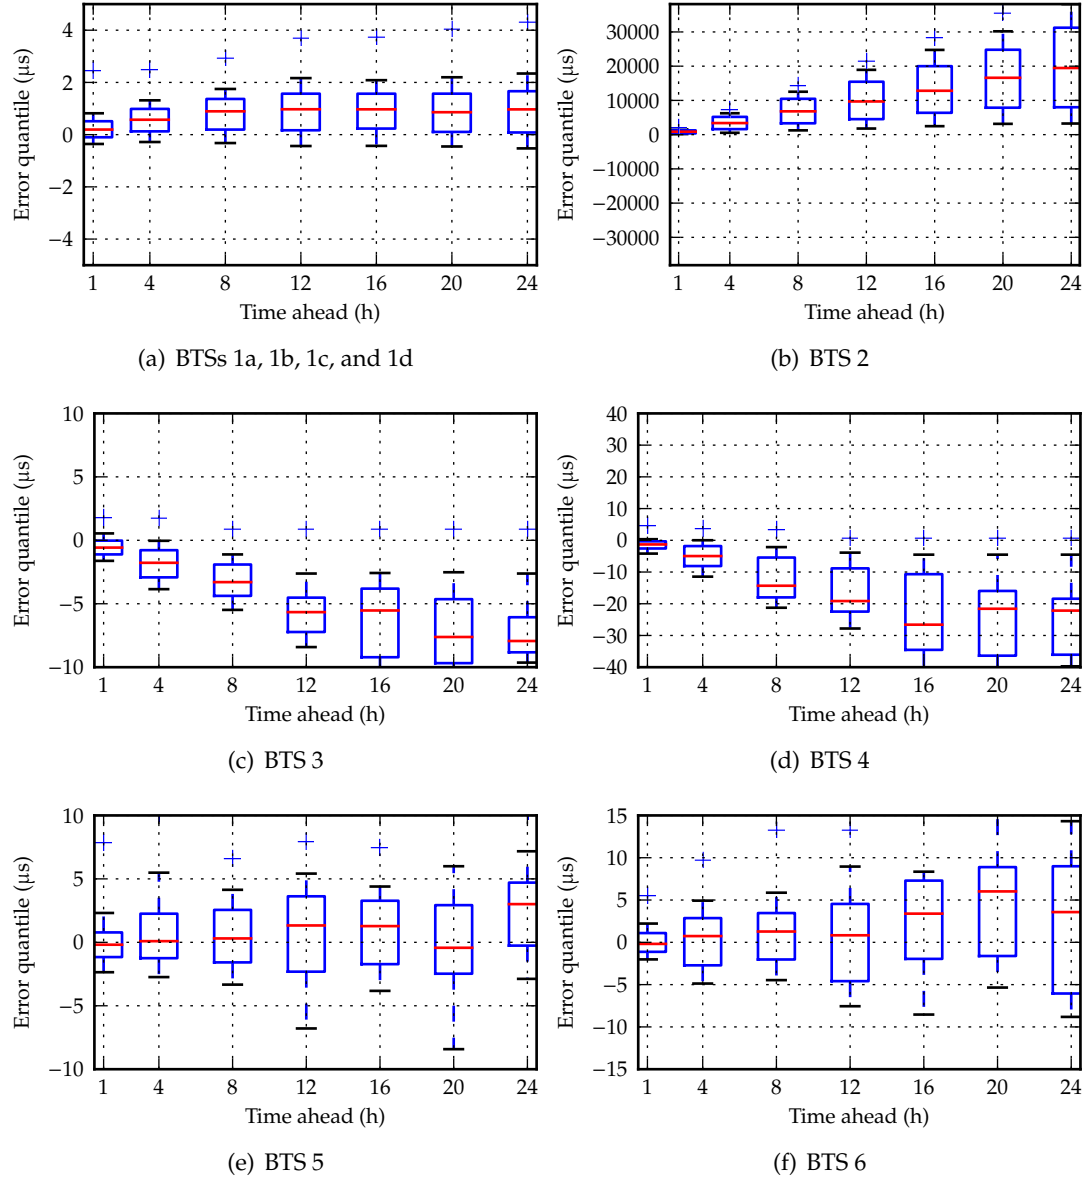 4
2
0
−2
−4
Error quantile (μs)
1 4 8 12 16 20 24
Time ahead (h)
(a) BTSs 1a, 1b, 1c, and 1d
30000
20000
10000
0
−10000
−20000
−30000
Error quantile (μs)
1 4 8 12 16 20 24
Time ahead (h)
(b) BTS 2
10
5
0
−5
−10
Error quantile (μs)
1 4 8 12 16 20 24
Time ahead (h)
(c) BTS 3
40
30
20
10
0
−10
−20
−30
−40
Error quantile (μs)
1 4 8 12 16 20 24
Time ahead (h)
(d) BTS 4
10
5
0
−5
−10
Error quantile (μs)
1 4 8 12 16 20 24
Time ahead (h)
(e) BTS 5
15
10
5
0
−5
−10
−15
Error quantile (μs)
1 4 8 12 16 20 24
Time ahead (h)
(f) BTS 6